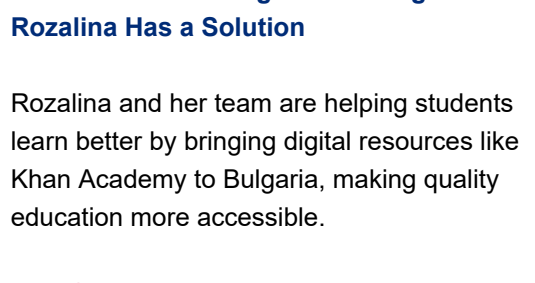 Rozalina Has a Solution
Rozalina and her team are helping students
learn better by bringing digital resources like
Khan Academy to Bulgaria, making quality
education more accessible.